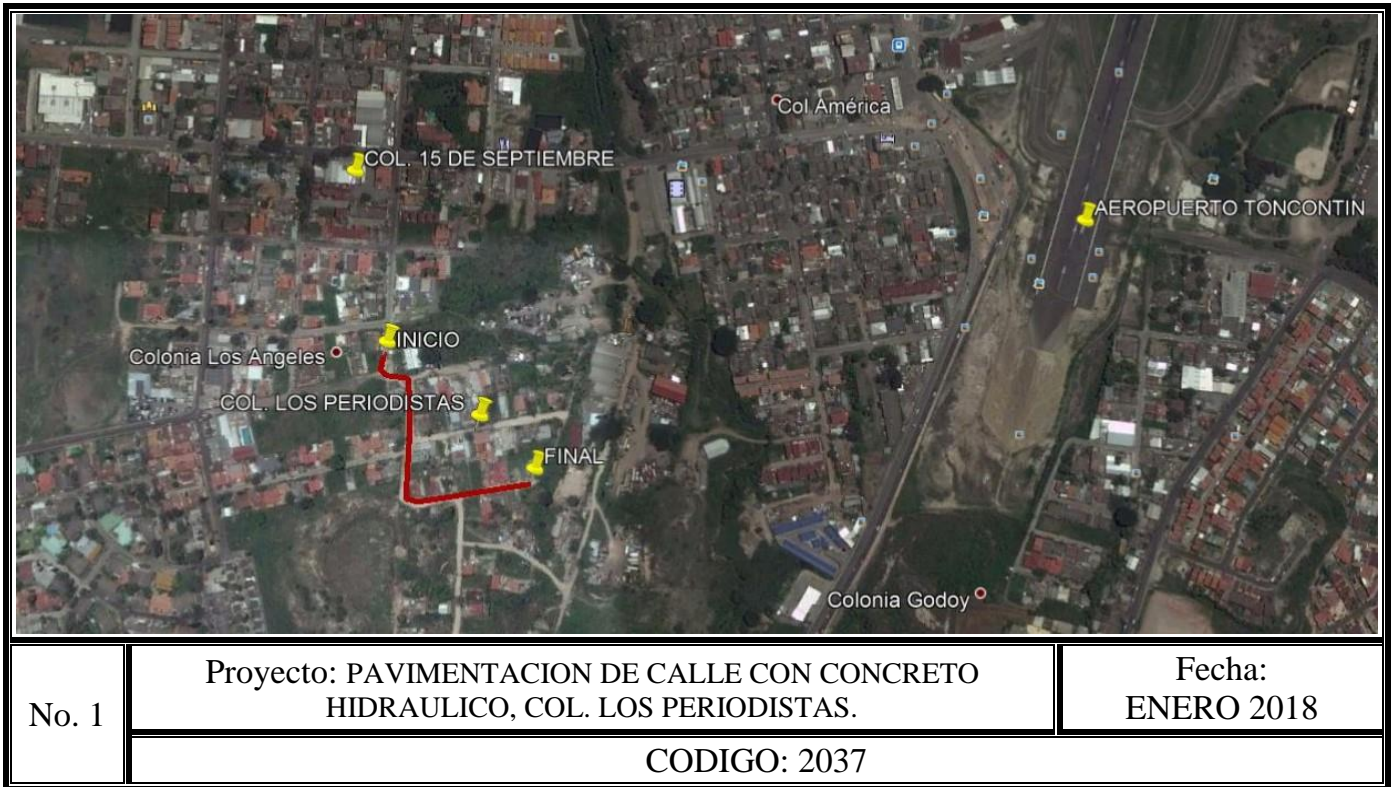 Col América
COL. 15 DE SEPTIEMBRE
AEROPUERTO TONCONTIN
INICIO
Colonia Los Angeles
COL. LOS PERIODISTAS
FINAL
Colonia Godoy
No. 1
Proyecto: PAVIMENTACION DE CALLE CON CONCRETO
HIDRAULICO, COL. LOS PERIODISTAS.
Fecha:
ENERO 2018
CODIGO: 2037